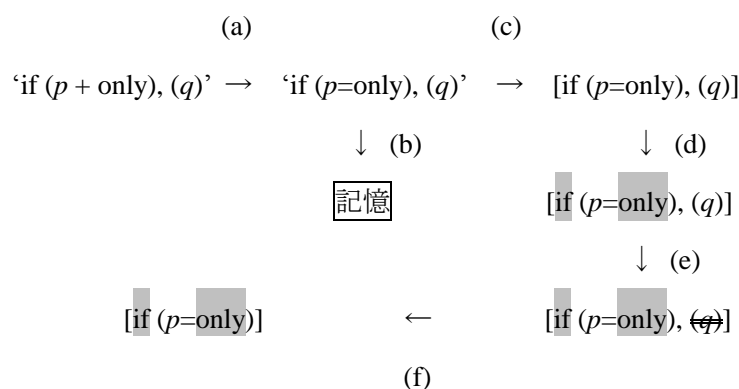 (a) (c)
‘if (p + only), (q)’ → ‘if (p=only), (q)’ → [if (p=only), (q)]
↓ (b) ↓ (d)
記憶 [if (p=only), (q)]
↓ (e)
[if (p=only)] ← [if (p=only), (q)]
(f)